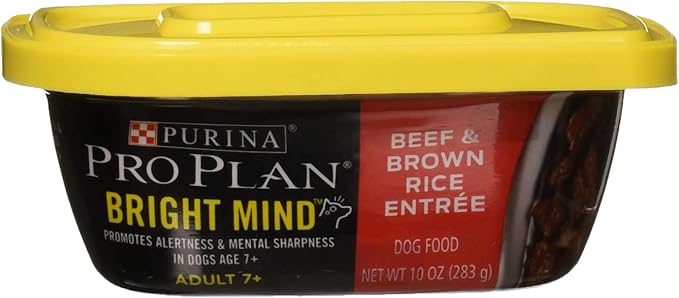 PURINA®
PRO PLAN®
BRIGHT MIND™
PROMOTES ALERTNESS & MENTAL SHARPNESS
IN DOGS AGE 7+
ADULT 7+
BEEF &
BROWN
RICE
ENTRÉE
DOG FOOD
NET WT 10 OZ (283 g)